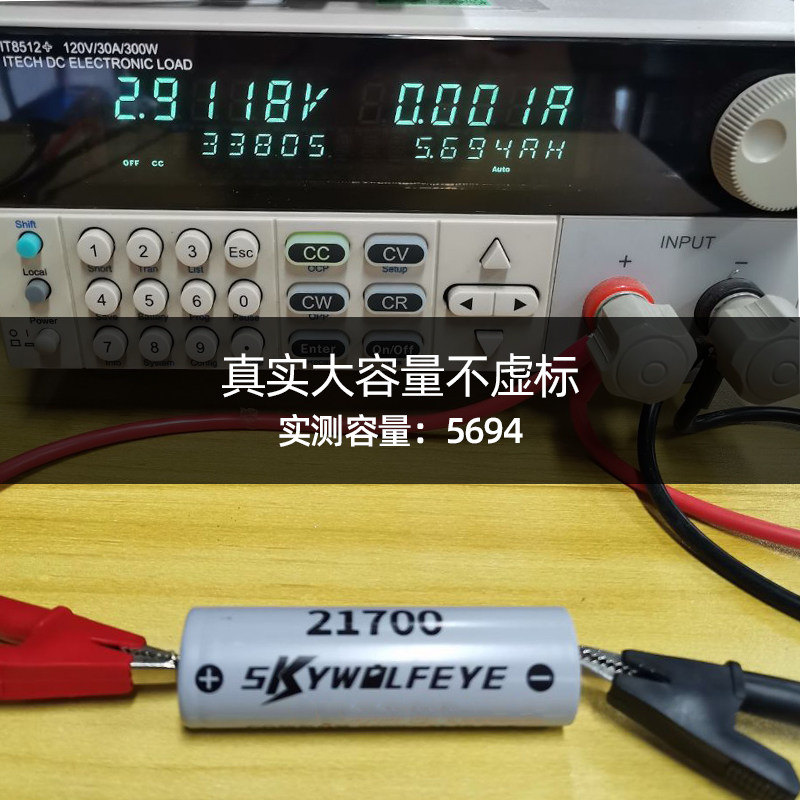 IT8512+ 120V/30A/300W
ITECH DC ELECTRONIC LOAD
2.9118V 0.001A
3380S 5.694AH
OFF CC Auto
Shift
1 2 3 Esc CC CV
Short Tran List OCP Setup
Local
4 5 6 0 CW CR
INPUT
+ −
Power
7 8 9 . Enter On/Off
真实大容量不虚标
实测容量：5694
21700
+ SKYWOLFEYE −